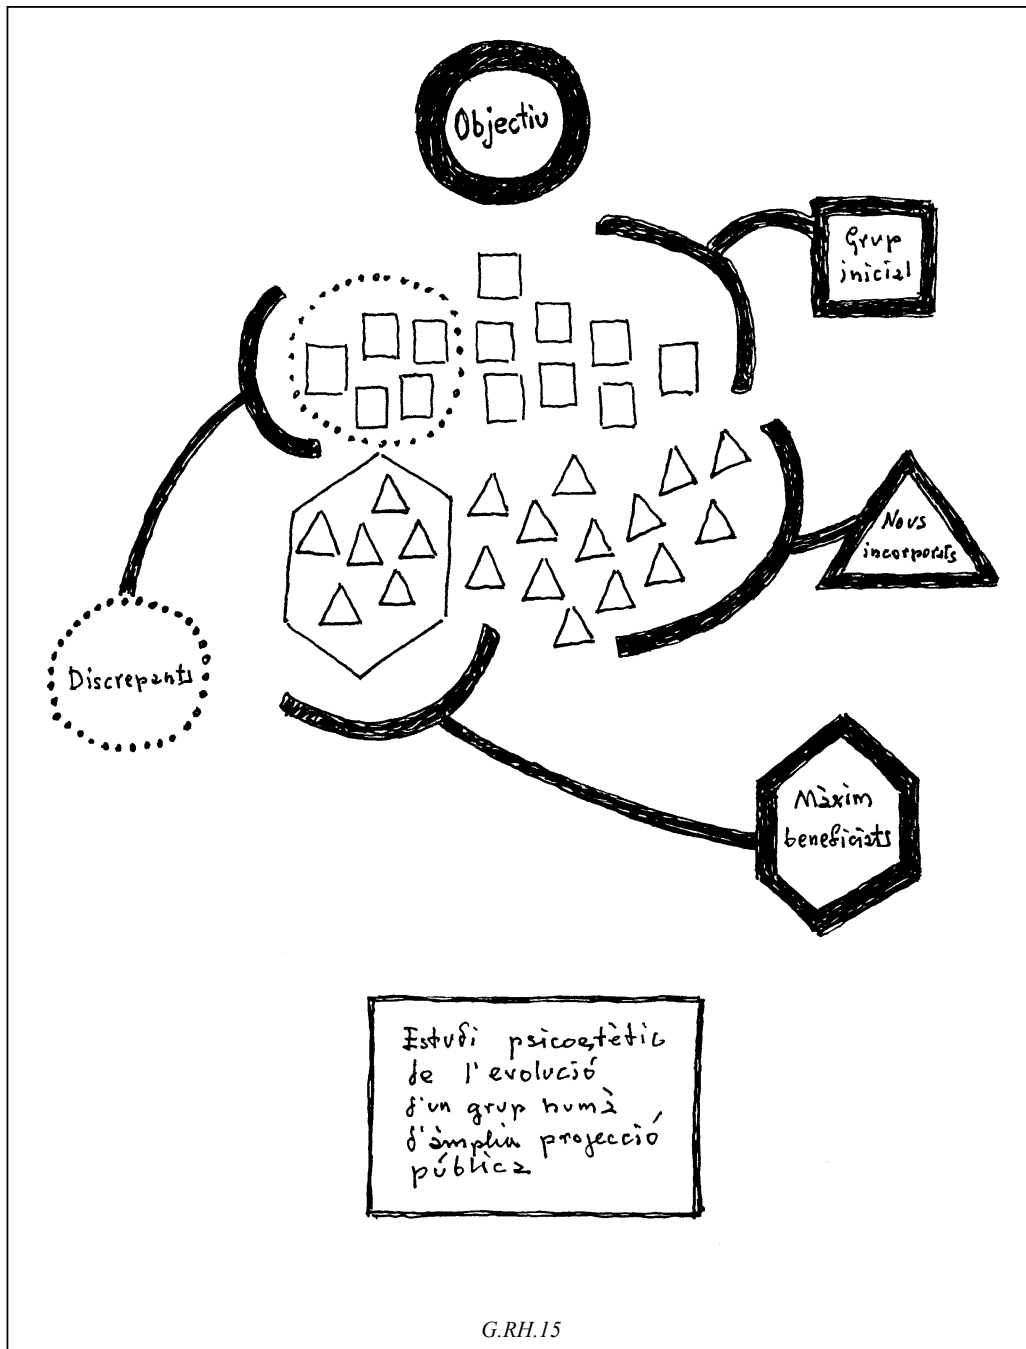 Objectiu
Grup
inicial
Nous
incorporats
Discrepants
Màxim
beneficiats
Estudi psicoestètic
de l'evolució
d'un grup humà
d'àmplia projecció
pública
G.RH.15